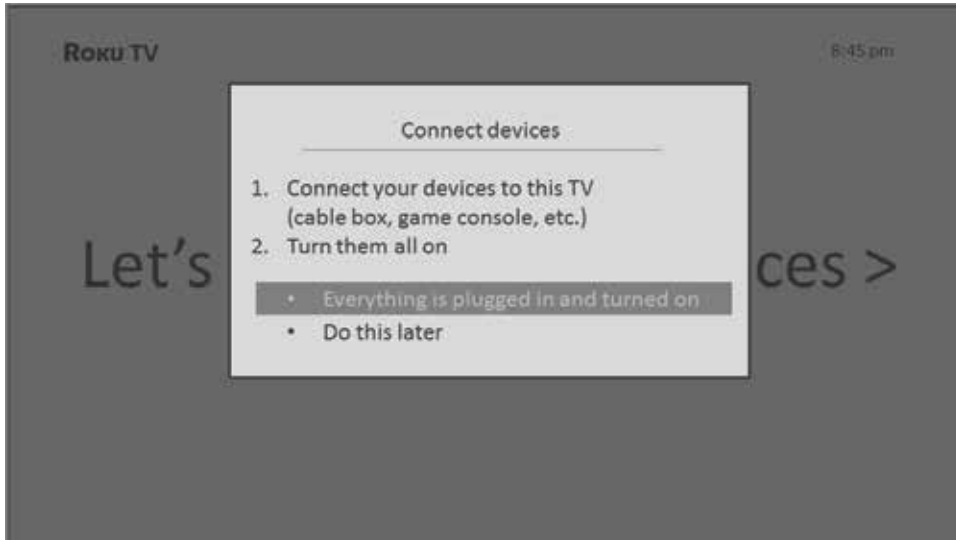 Roku TV
8:45 pm
Connect devices
1. Connect your devices to this TV
(cable box, game console, etc.)
2. Turn them all on
Let's
ces >
• Everything is plugged in and turned on
• Do this later